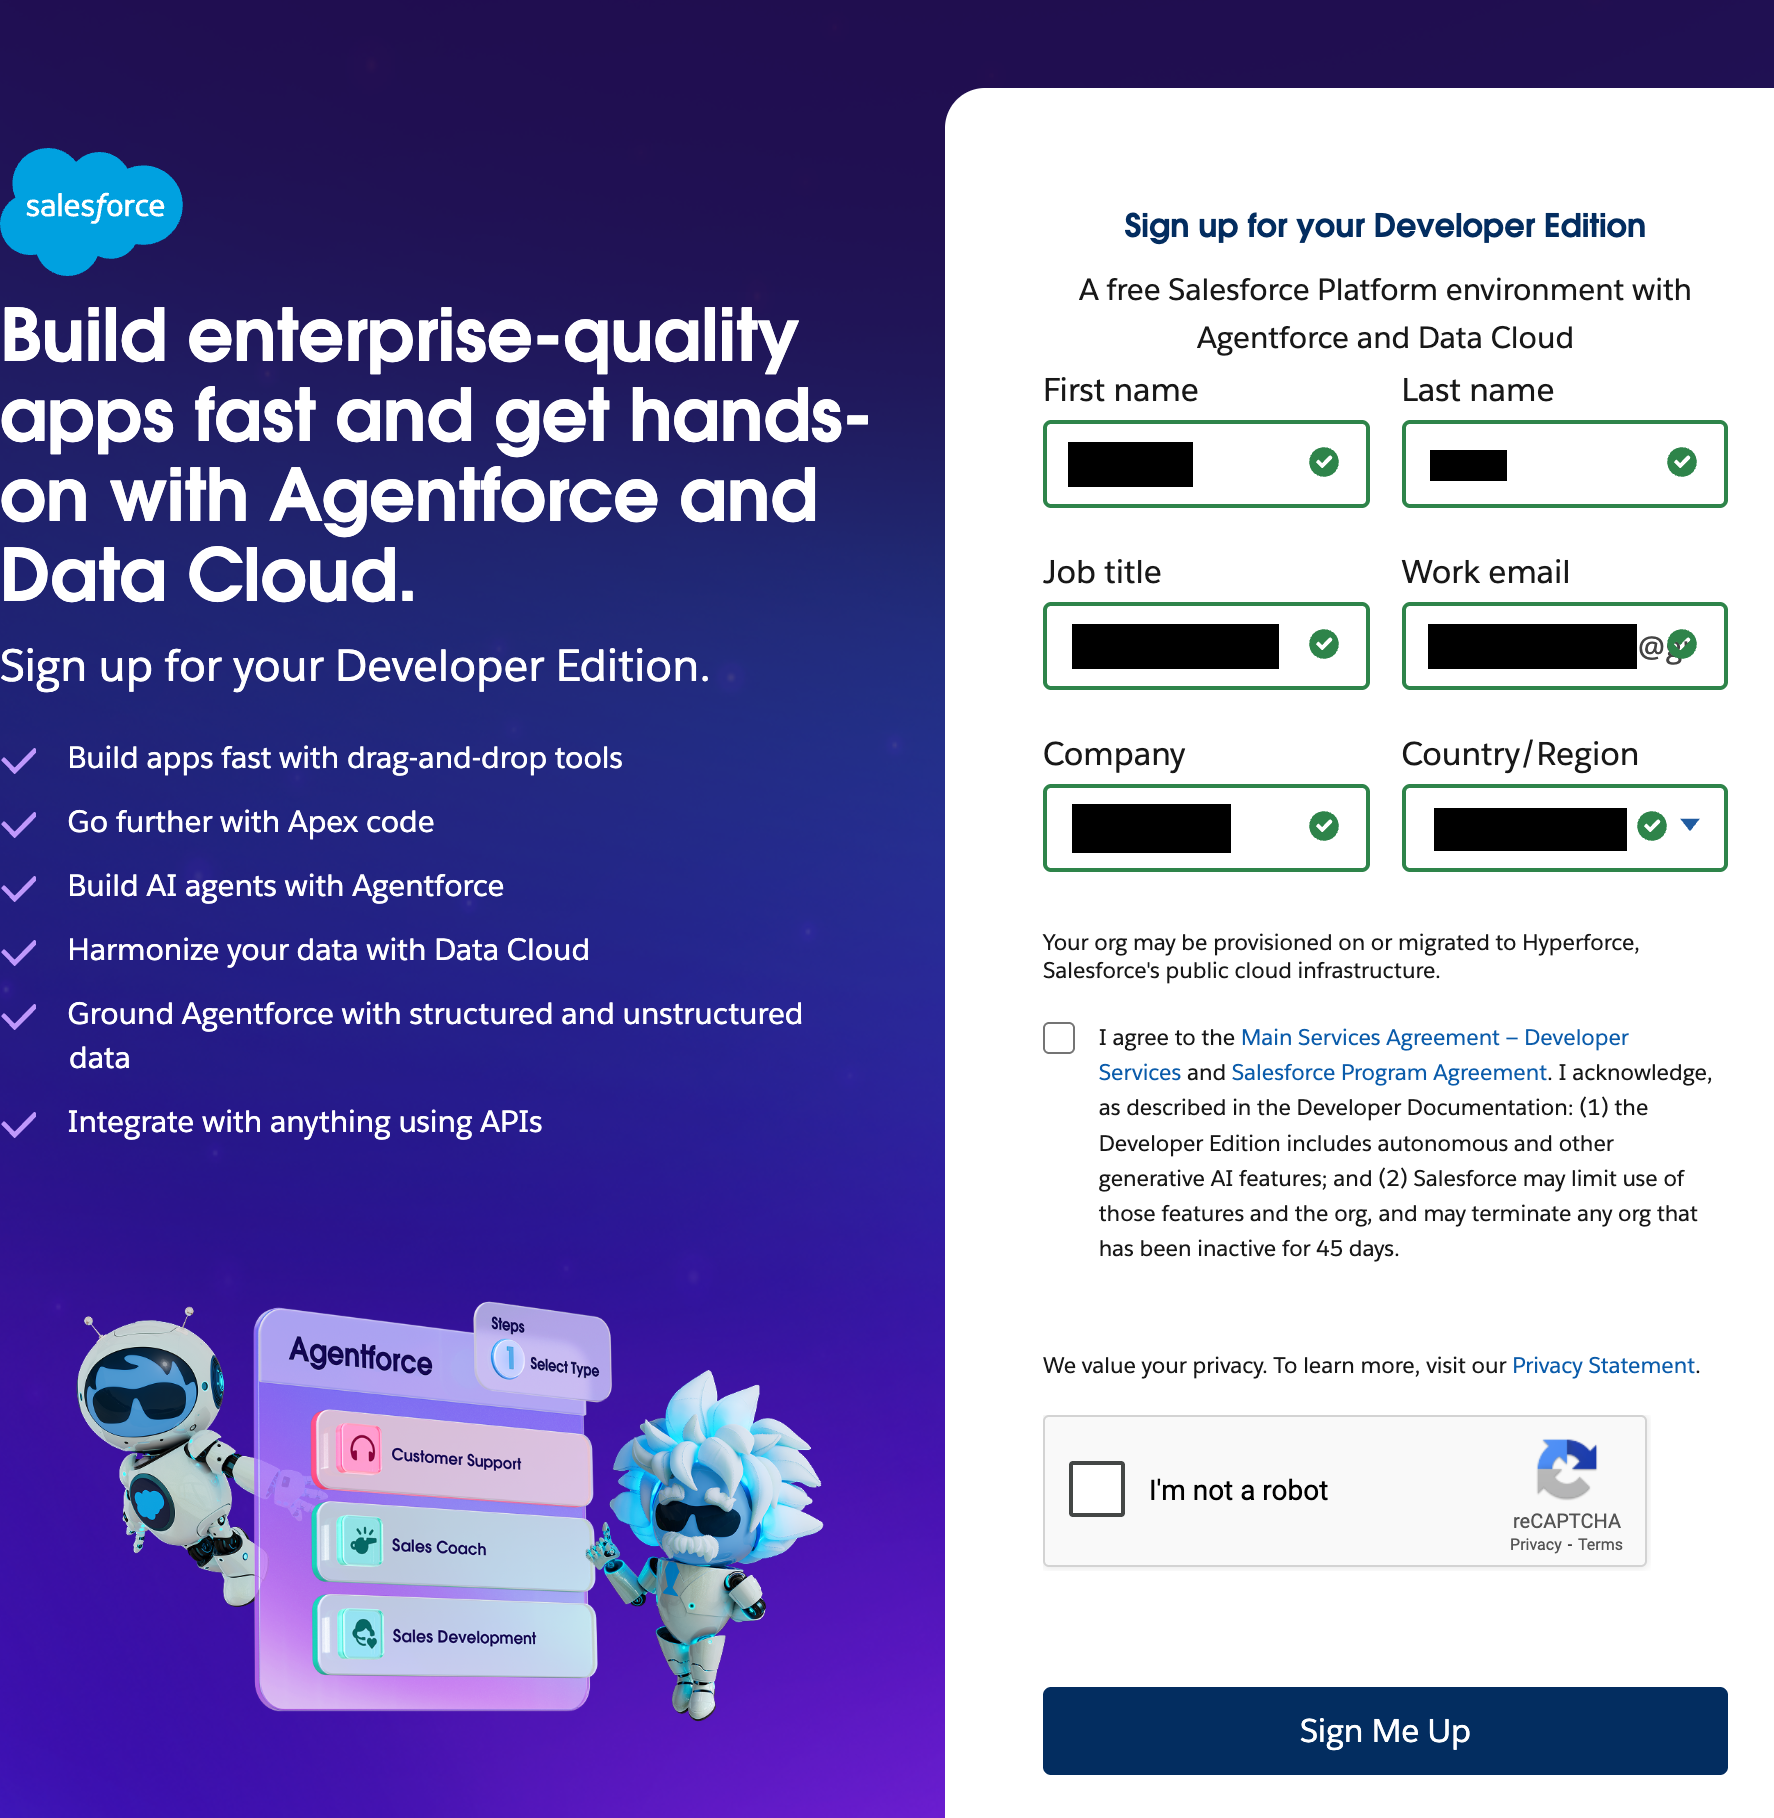 salesforce
Build enterprise-quality
apps fast and get hands-
on with Agentforce and
Data Cloud.
Sign up for your Developer Edition.
Build apps fast with drag-and-drop tools
Go further with Apex code
Build AI agents with Agentforce
Harmonize your data with Data Cloud
Ground Agentforce with structured and unstructured
data
Integrate with anything using APIs
Agentforce
Steps
1 Select Type
Customer Support
Sales Coach
Sales Development
Sign up for your Developer Edition
A free Salesforce Platform environment with
Agentforce and Data Cloud
First name Last name
Job title Work email
@g
Company Country/Region
Your org may be provisioned on or migrated to Hyperforce,
Salesforce's public cloud infrastructure.
I agree to the Main Services Agreement – Developer
Services and Salesforce Program Agreement. I acknowledge,
as described in the Developer Documentation: (1) the
Developer Edition includes autonomous and other
generative AI features; and (2) Salesforce may limit use of
those features and the org, and may terminate any org that
has been inactive for 45 days.
We value your privacy. To learn more, visit our Privacy Statement.
I'm not a robot
reCAPTCHA
Privacy - Terms
Sign Me Up